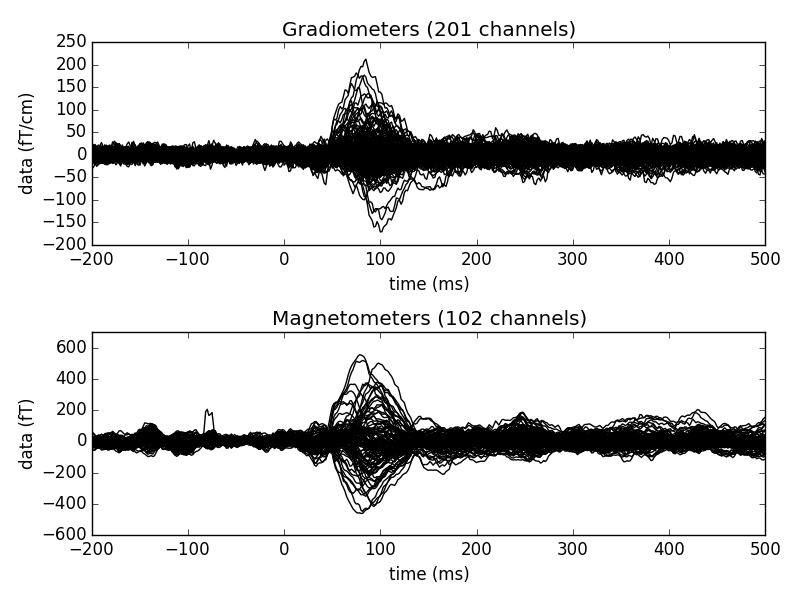 Gradiometers (201 channels)
250
200
150
100
50
0
−50
−100
−150
−200
data (fT/cm)
−200 −100 0 100 200 300 400 500
time (ms)
Magnetometers (102 channels)
600
400
200
0
−200
−400
−600
data (fT)
−200 −100 0 100 200 300 400 500
time (ms)